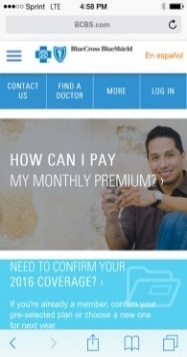 Sprint LTE 4:58 PM
BCBS.com
BlueCross BlueShield
En español
CONTACT US
FIND A DOCTOR
MORE
LOG IN
HOW CAN I PAY
MY MONTHLY PREMIUM? ›
NEED TO CONFIRM YOUR
2016 COVERAGE? ›
If you're already a member, confirm your
pre-selected plan or choose a new one
for next year.